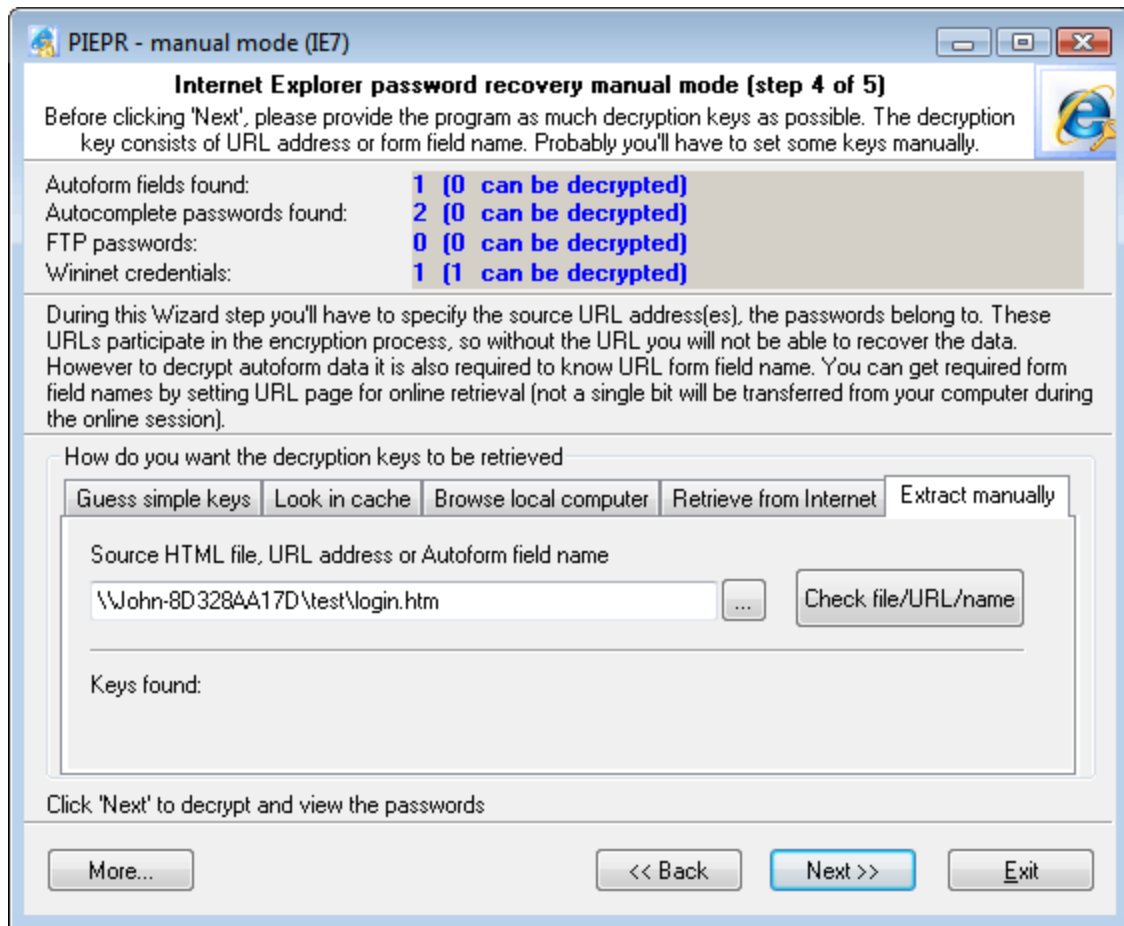 PIEPR - manual mode (IE7)
Internet Explorer password recovery manual mode (step 4 of 5)
Before clicking 'Next', please provide the program as much decryption keys as possible. The decryption
key consists of URL address or form field name. Probably you'll have to set some keys manually.
Autoform fields found: 1 (0 can be decrypted)
Autocomplete passwords found: 2 (0 can be decrypted)
FTP passwords: 0 (0 can be decrypted)
Wininet credentials: 1 (1 can be decrypted)
During this Wizard step you'll have to specify the source URL address(es), the passwords belong to. These
URLs participate in the encryption process, so without the URL you will not be able to recover the data.
However to decrypt autoform data it is also required to know URL form field name. You can get required form
field names by setting URL page for online retrieval (not a single bit will be transferred from your computer during
the online session).
How do you want the decryption keys to be retrieved
Guess simple keys Look in cache Browse local computer Retrieve from Internet Extract manually
Source HTML file, URL address or Autoform field name
\\John-8D328AA17D\test\login.htm ... Check file/URL/name
Keys found:
Click 'Next' to decrypt and view the passwords
More... << Back Next >> Exit